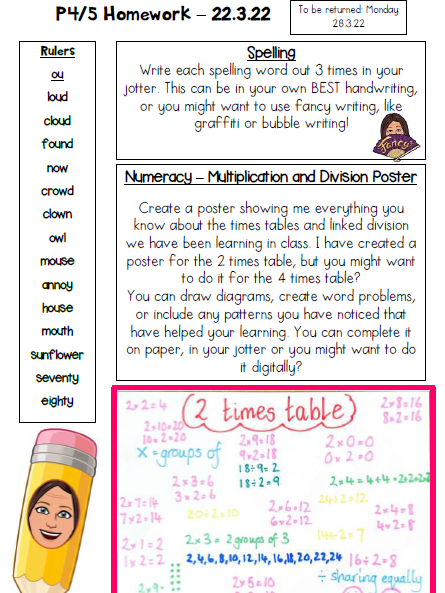 P4/5 Homework – 22.3.22
To be returned: Monday
28.3.22
Rulers
ou
loud
cloud
found
now
crowd
clown
owl
mouse
annoy
house
mouth
sunflower
seventy
eighty
Spelling
Write each spelling word out 3 times in your
jotter. This can be in your own BEST handwriting,
or you might want to use fancy writing, like
graffiti or bubble writing!
Fancy
Numeracy – Multiplication and Division Poster
Create a poster showing me everything you
know about the times tables and linked division
we have been learning in class. I have created a
poster for the 2 times table, but you might want
to do it for the 4 times table?
You can draw diagrams, create word problems,
or include any patterns you have noticed that
have helped your learning. You can complete it
on paper, in your jotter or you might want to do
it digitally?
2×2=4
(2 times table)
2×8=16
8×2=16
2×10=20
10×2=20
2×9=18
9×2=18
18÷9=2
18÷2=9
2×0=0
0×2=0
X = groups of
2×3=6
3×2=6
2×4=4+4=2+2+2+2
24÷2=12
2×7=14
7×2=14
20÷2=10
2×6=12
6×2=12
2×4=8
4×2=8
14÷2=7
2×1=2
1×2=2
2×3=2 groups of 3
2,4,6,8,10,12,14,16,18,20,22,24
16÷2=8
÷ sharing equally
2×5=10
2×9=